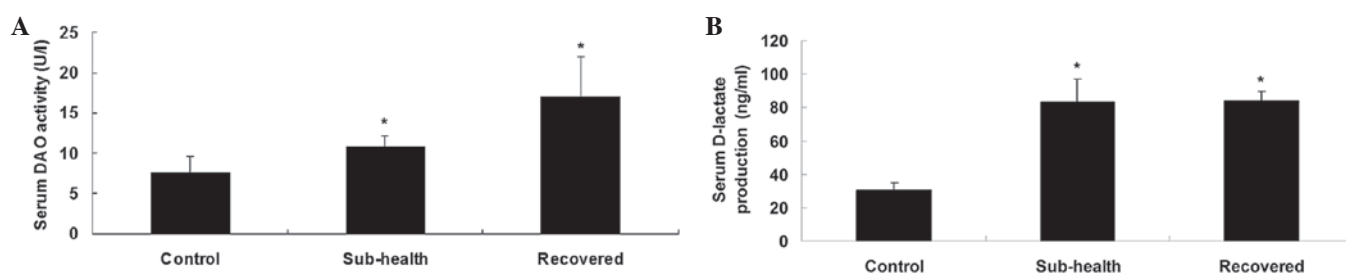 A
Serum DAO activity (U/l)
25
20
15
10
5
0
*
*
Control Sub-health Recovered
B
Serum D-lactate
production (ng/ml)
120
100
80
60
40
20
0
*
*
Control Sub-health Recovered